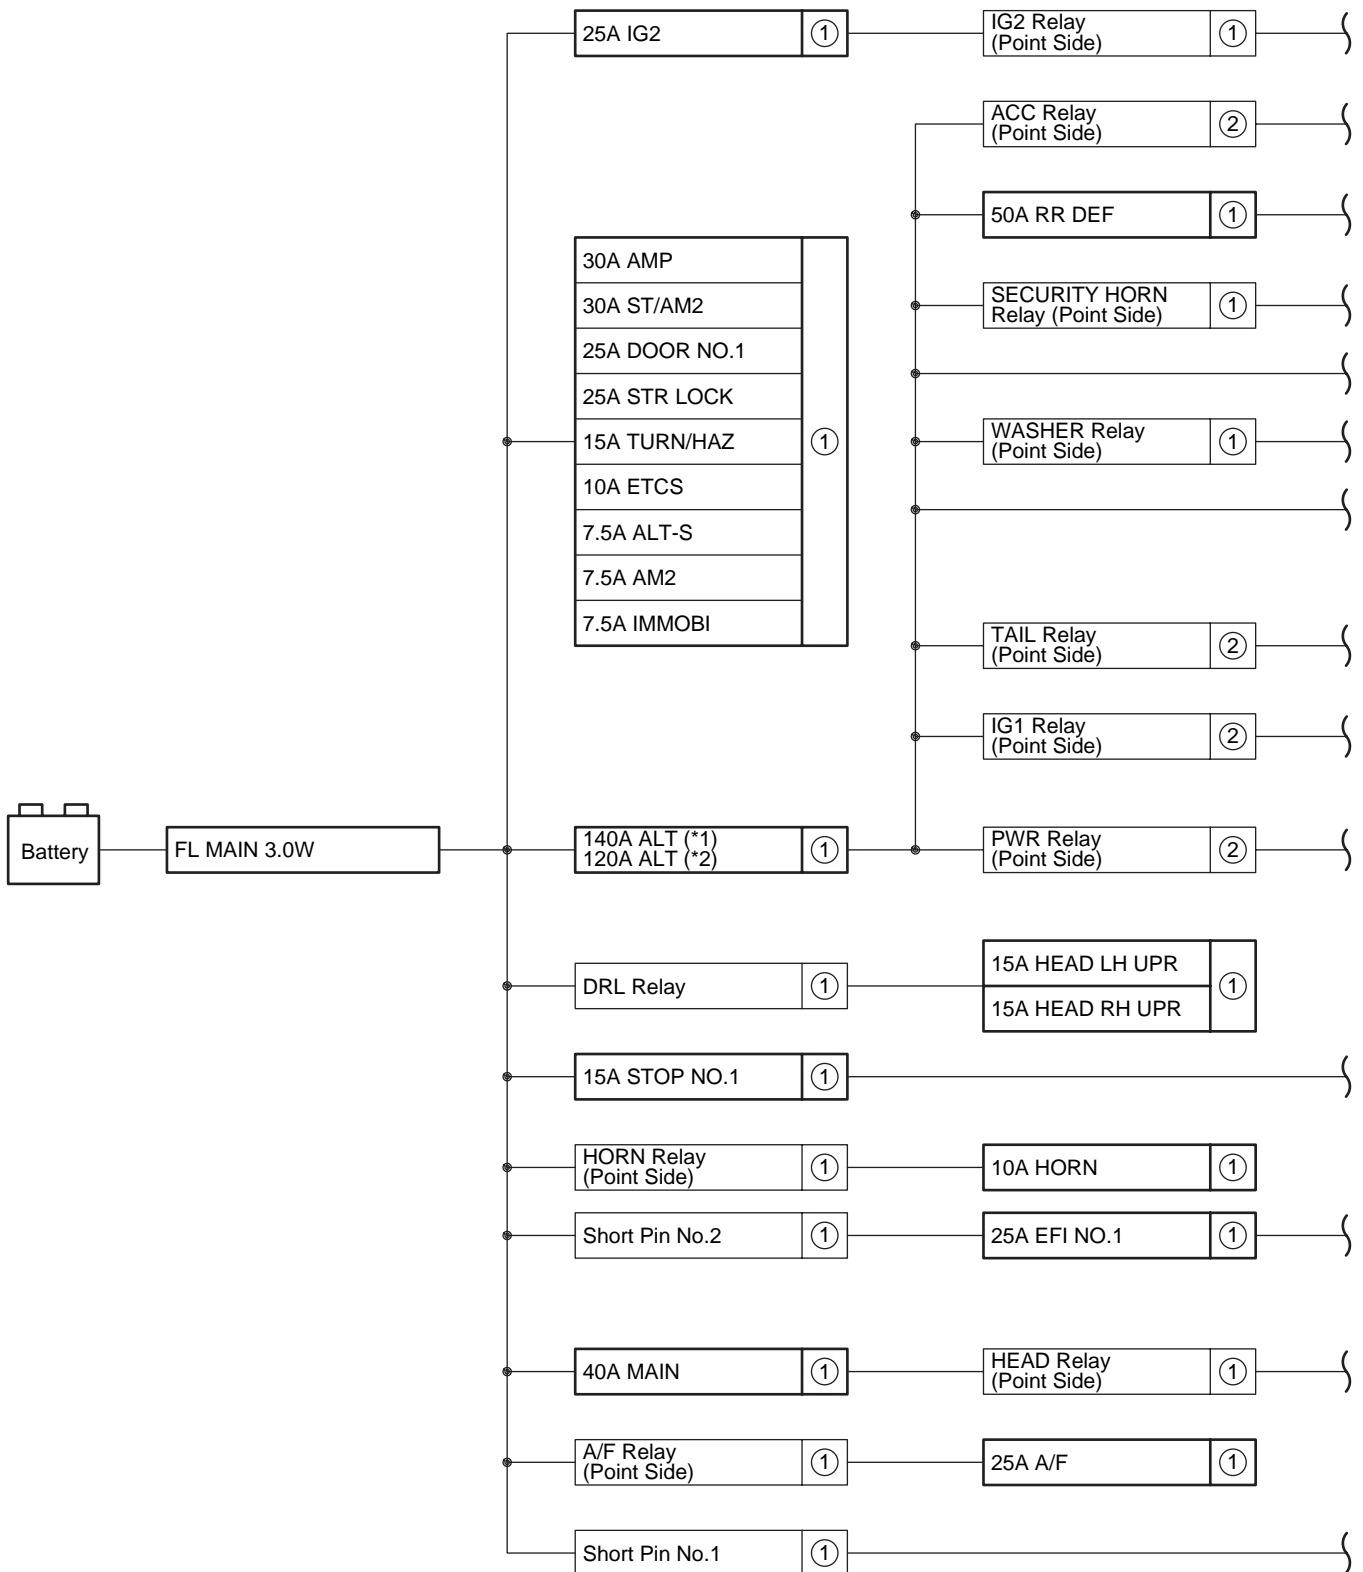 25A IG2
①
IG2 Relay
(Point Side)
①
ACC Relay
(Point Side)
②
50A RR DEF
①
30A AMP
30A ST/AM2
25A DOOR NO.1
25A STR LOCK
15A TURN/HAZ
10A ETCS
7.5A ALT-S
7.5A AM2
7.5A IMMOBI
①
SECURITY HORN
Relay (Point Side)
①
WASHER Relay
(Point Side)
①
TAIL Relay
(Point Side)
②
IG1 Relay
(Point Side)
②
Battery
FL MAIN 3.0W
140A ALT (*1)
120A ALT (*2)
①
PWR Relay
(Point Side)
②
DRL Relay
①
15A HEAD LH UPR
15A HEAD RH UPR
①
15A STOP NO.1
①
HORN Relay
(Point Side)
①
10A HORN
①
Short Pin No.2
①
25A EFI NO.1
①
40A MAIN
①
HEAD Relay
(Point Side)
①
A/F Relay
(Point Side)
①
25A A/F
①
Short Pin No.1
①